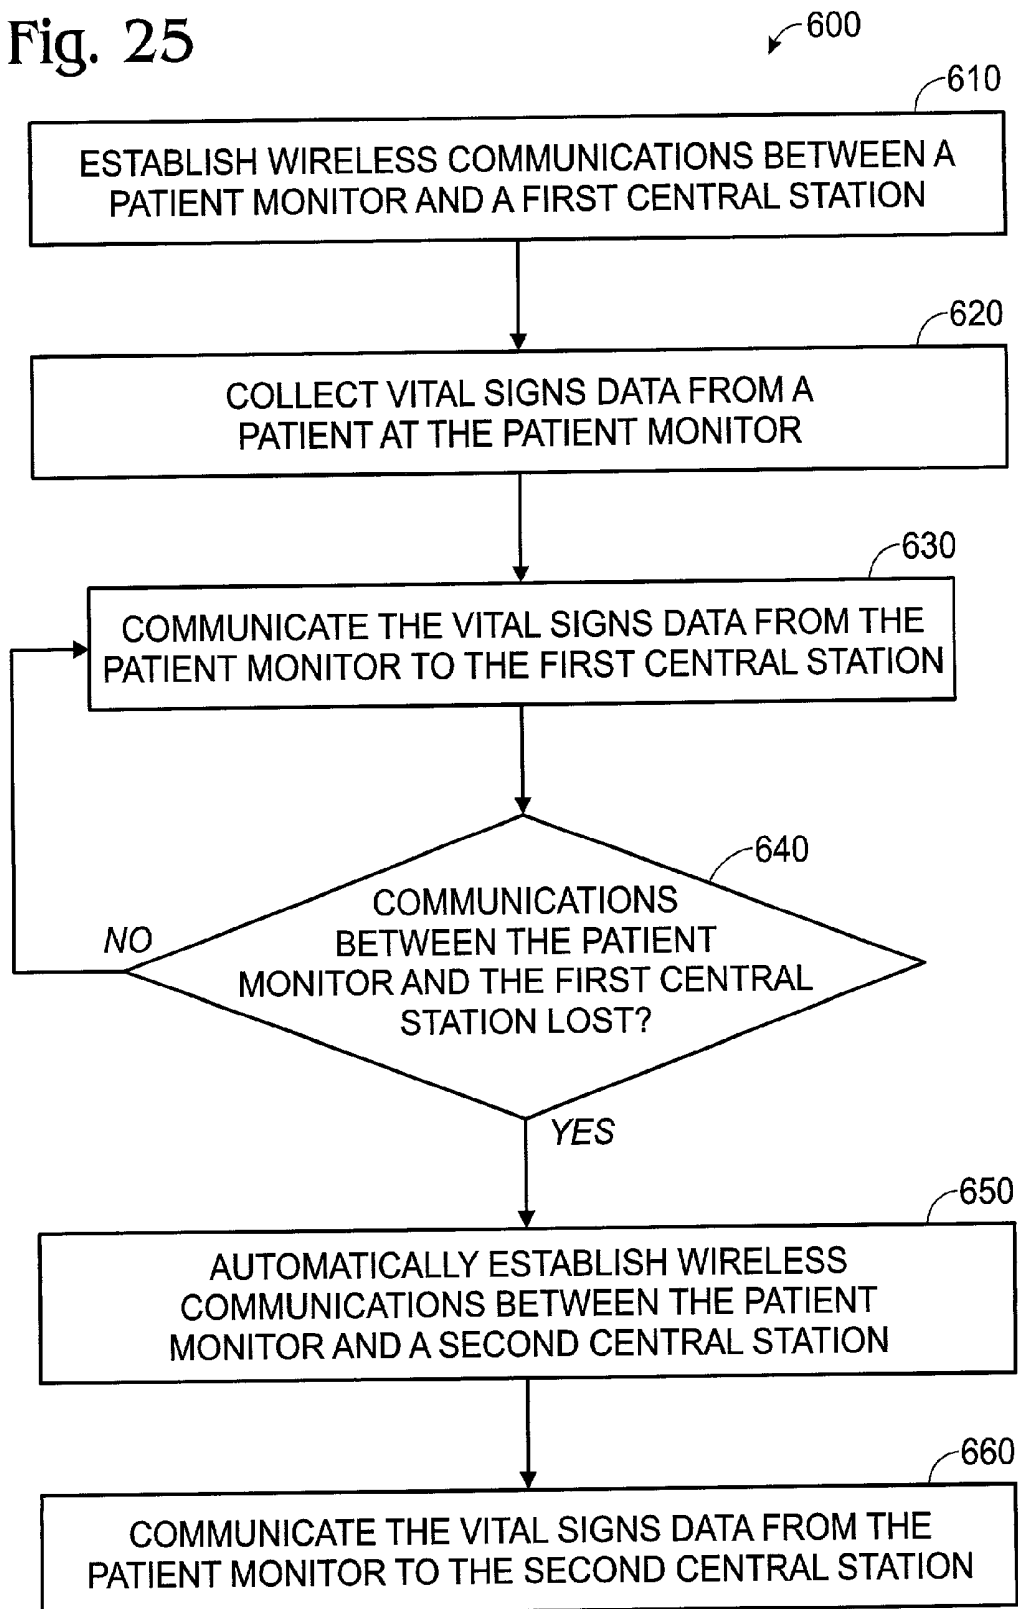 Fig. 25
600
610
ESTABLISH WIRELESS COMMUNICATIONS BETWEEN A
PATIENT MONITOR AND A FIRST CENTRAL STATION
620
COLLECT VITAL SIGNS DATA FROM A
PATIENT AT THE PATIENT MONITOR
630
COMMUNICATE THE VITAL SIGNS DATA FROM THE
PATIENT MONITOR TO THE FIRST CENTRAL STATION
640
COMMUNICATIONS
BETWEEN THE PATIENT
MONITOR AND THE FIRST CENTRAL
STATION LOST?
NO
YES
650
AUTOMATICALLY ESTABLISH WIRELESS
COMMUNICATIONS BETWEEN THE PATIENT
MONITOR AND A SECOND CENTRAL STATION
660
COMMUNICATE THE VITAL SIGNS DATA FROM THE
PATIENT MONITOR TO THE SECOND CENTRAL STATION